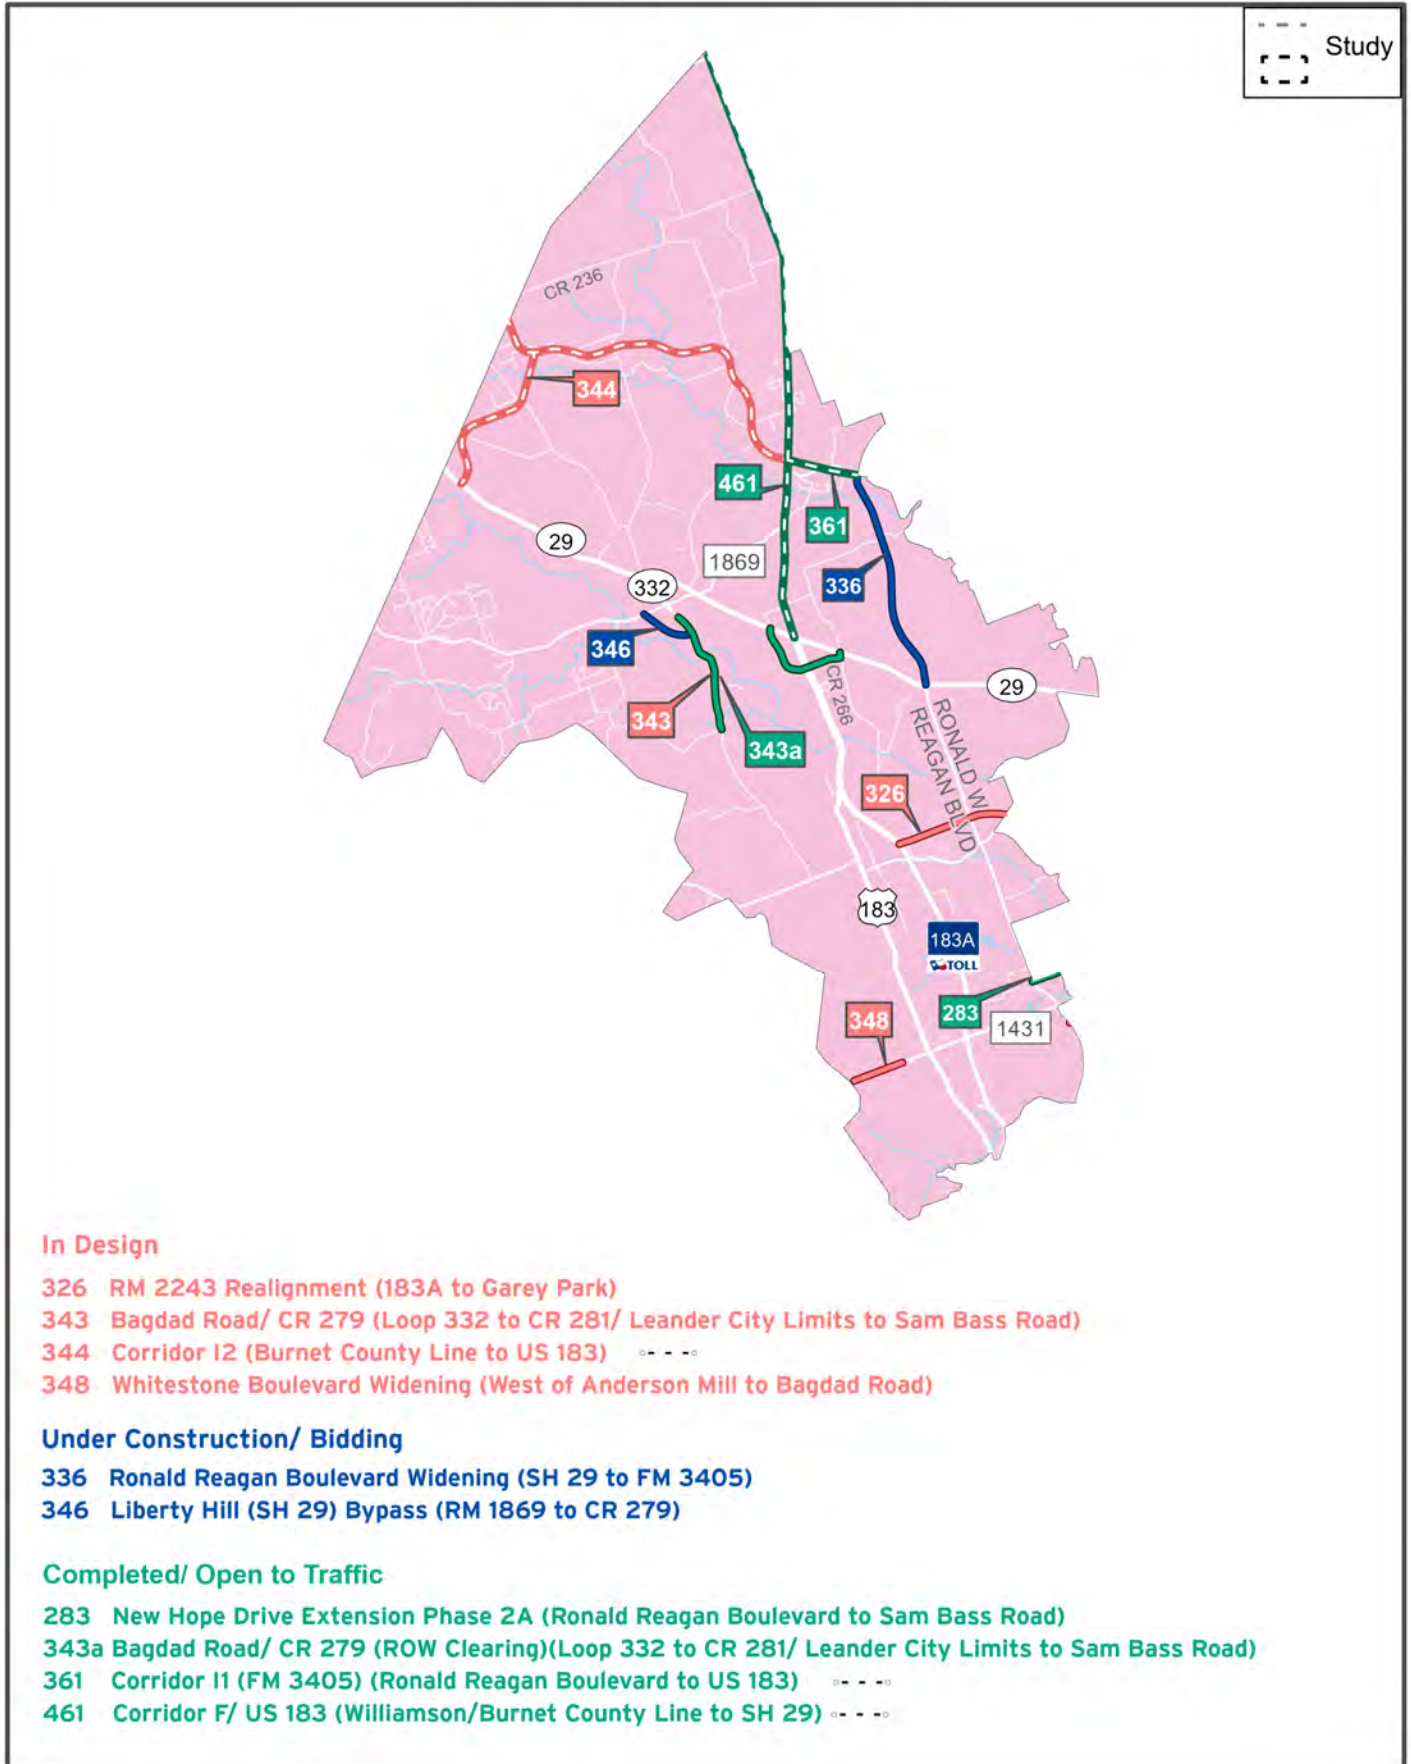 Study
CR 236
344
461
361
29
1869
332
336
346
29
CR 266
343
343a
RONALD W
REAGAN BLVD
326
183
183A
TOLL
283
1431
348
In Design
326 RM 2243 Realignment (183A to Garey Park)
343 Bagdad Road/ CR 279 (Loop 332 to CR 281/ Leander City Limits to Sam Bass Road)
344 Corridor I2 (Burnet County Line to US 183)
348 Whitestone Boulevard Widening (West of Anderson Mill to Bagdad Road)
Under Construction/ Bidding
336 Ronald Reagan Boulevard Widening (SH 29 to FM 3405)
346 Liberty Hill (SH 29) Bypass (RM 1869 to CR 279)
Completed/ Open to Traffic
283 New Hope Drive Extension Phase 2A (Ronald Reagan Boulevard to Sam Bass Road)
343a Bagdad Road/ CR 279 (ROW Clearing)(Loop 332 to CR 281/ Leander City Limits to Sam Bass Road)
361 Corridor I1 (FM 3405) (Ronald Reagan Boulevard to US 183)
461 Corridor F/ US 183 (Williamson/Burnet County Line to SH 29)